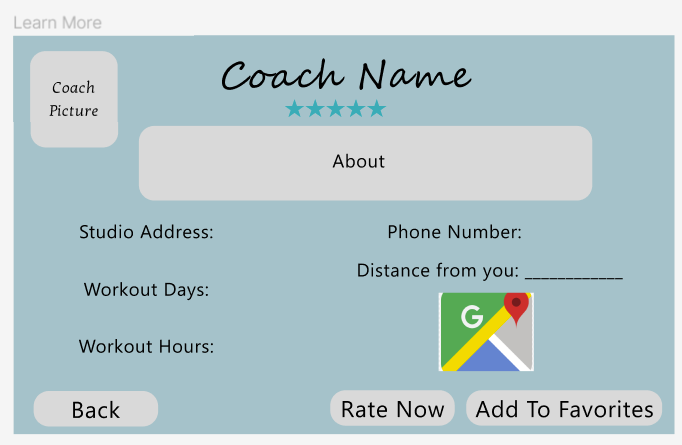 Learn More
Coach
Picture
Coach Name
About
Studio Address:
Phone Number:
Distance from you: ____________
Workout Days:
G
Workout Hours:
Back
Rate Now
Add To Favorites